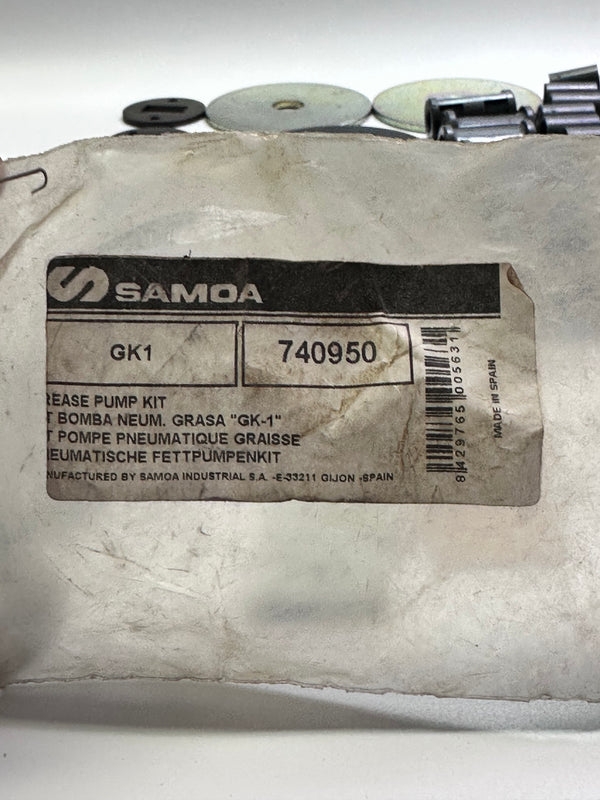 SAMOA
GK1
740950
REASE PUMP KIT
T BOMBA NEUM. GRASA "GK-1"
T POMPE PNEUMATIQUE GRAISSE
EUMATISCHE FETTPUMPENKIT
NUFACTURED BY SAMOA INDUSTRIAL S.A. -E-33211 GIJON -SPAIN
8 429765 005631
MADE IN SPAIN